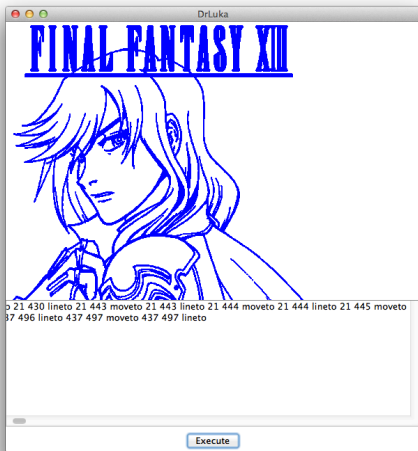 DrLuka
FINAL FANTASY XIII
o 21 430 lineto 21 443 moveto 21 443 lineto 21 444 moveto 21 444 lineto 21 445 moveto
37 496 lineto 437 497 moveto 437 497 lineto
Execute